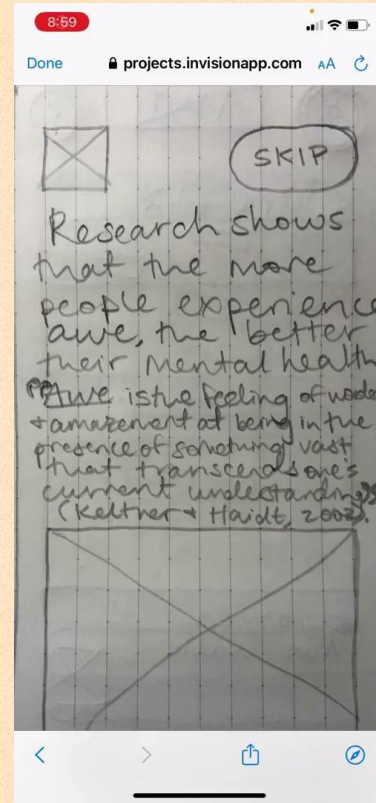 8:59
Done projects.invisionapp.com AA
SKIP
Research shows
that the more
people experience
awe, the better
their mental health
""Awe is the feeling of wonder
+ amazement at being in the
presence of something vast
that transcends one's
current understanding"
(Keltner + Haidt, 2003).